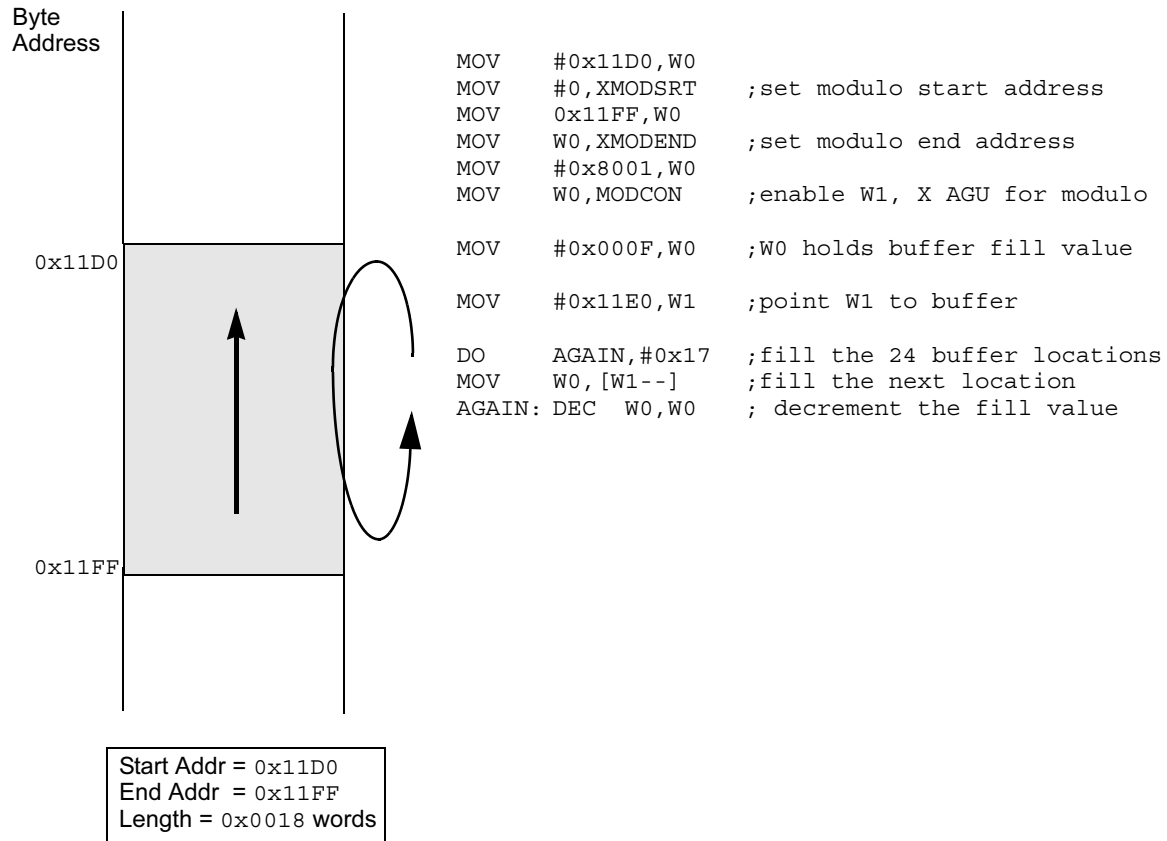 Byte
Address
MOV #0x11D0,W0
MOV #0,XMODSRT ;set modulo start address
MOV 0x11FF,W0
MOV W0,XMODEND ;set modulo end address
MOV #0x8001,W0
MOV W0,MODCON ;enable W1, X AGU for modulo
MOV #0x000F,W0 ;W0 holds buffer fill value
MOV #0x11E0,W1 ;point W1 to buffer
DO AGAIN,#0x17 ;fill the 24 buffer locations
MOV W0,[W1--] ;fill the next location
AGAIN: DEC W0,W0 ; decrement the fill value
0x11D0
0x11FF
Start Addr = 0x11D0
End Addr = 0x11FF
Length = 0x0018 words